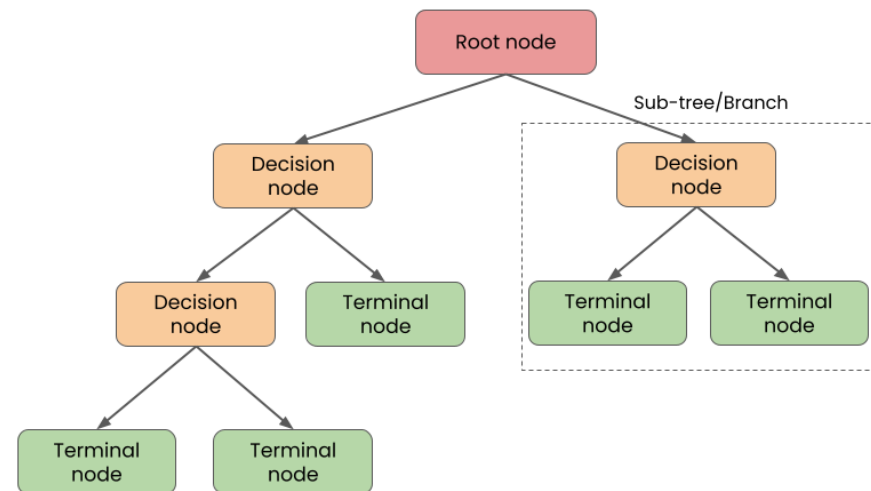 Root node
Sub-tree/Branch
Decision
node
Decision
node
Decision
node
Terminal
node
Terminal
node
Terminal
node
Terminal
node
Terminal
node